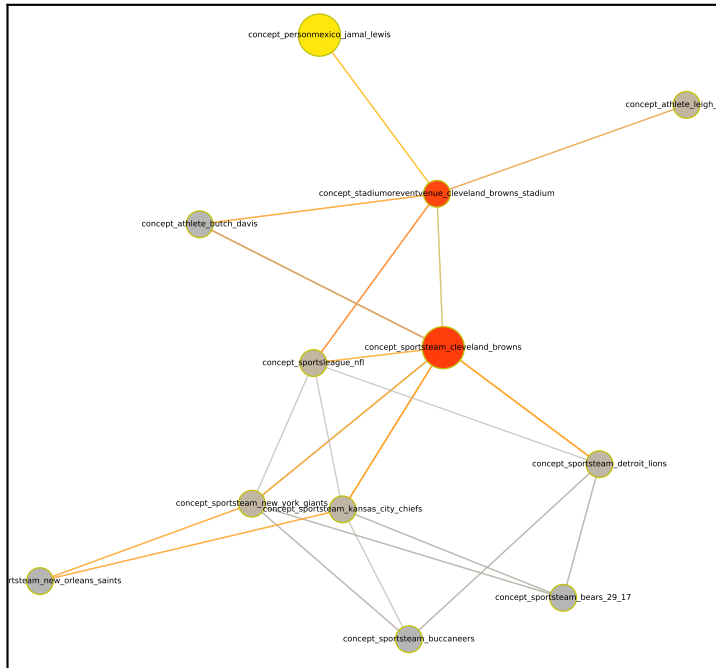 concept_personmexico_jamal_lewis
concept_athlete_leigh_
concept_stadiumoreventvenue_cleveland_browns_stadium
concept_athlete_butch_davis
concept_sportsteam_cleveland_browns
concept_sportsleague_nfl
concept_sportsteam_detroit_lions
concept_sportsteam_new_york_giants
concept_sportsteam_kansas_city_chiefs
rtsteam_new_orleans_saints
concept_sportsteam_bears_29_17
concept_sportsteam_buccaneers